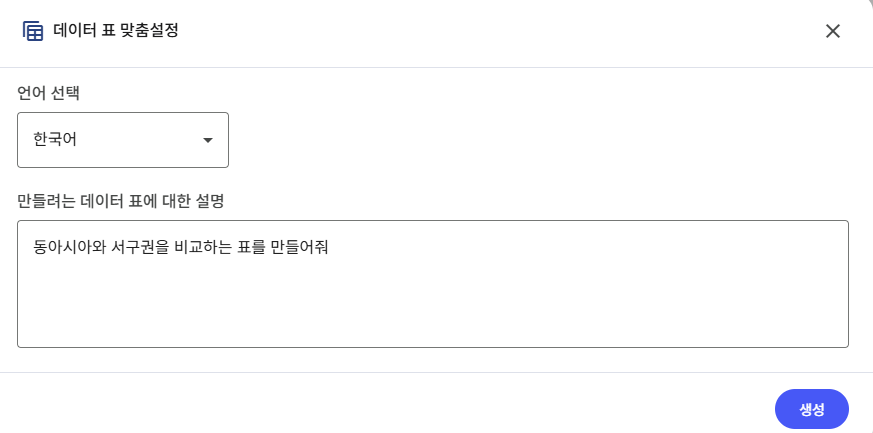 데이터 표 맞춤설정
언어 선택
한국어
만들려는 데이터 표에 대한 설명
동아시아와 서구권을 비교하는 표를 만들어줘
생성